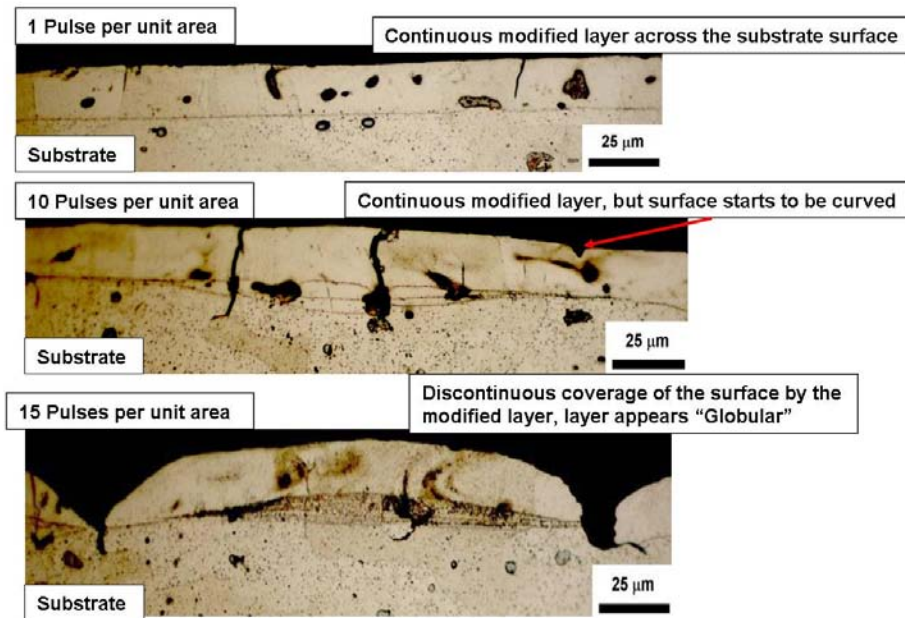 1 Pulse per unit area
Continuous modified layer across the substrate surface
Substrate
25 μm
10 Pulses per unit area
Continuous modified layer, but surface starts to be curved
Substrate
25 μm
15 Pulses per unit area
Discontinuous coverage of the surface by the
modified layer, layer appears “Globular”
Substrate
25 μm